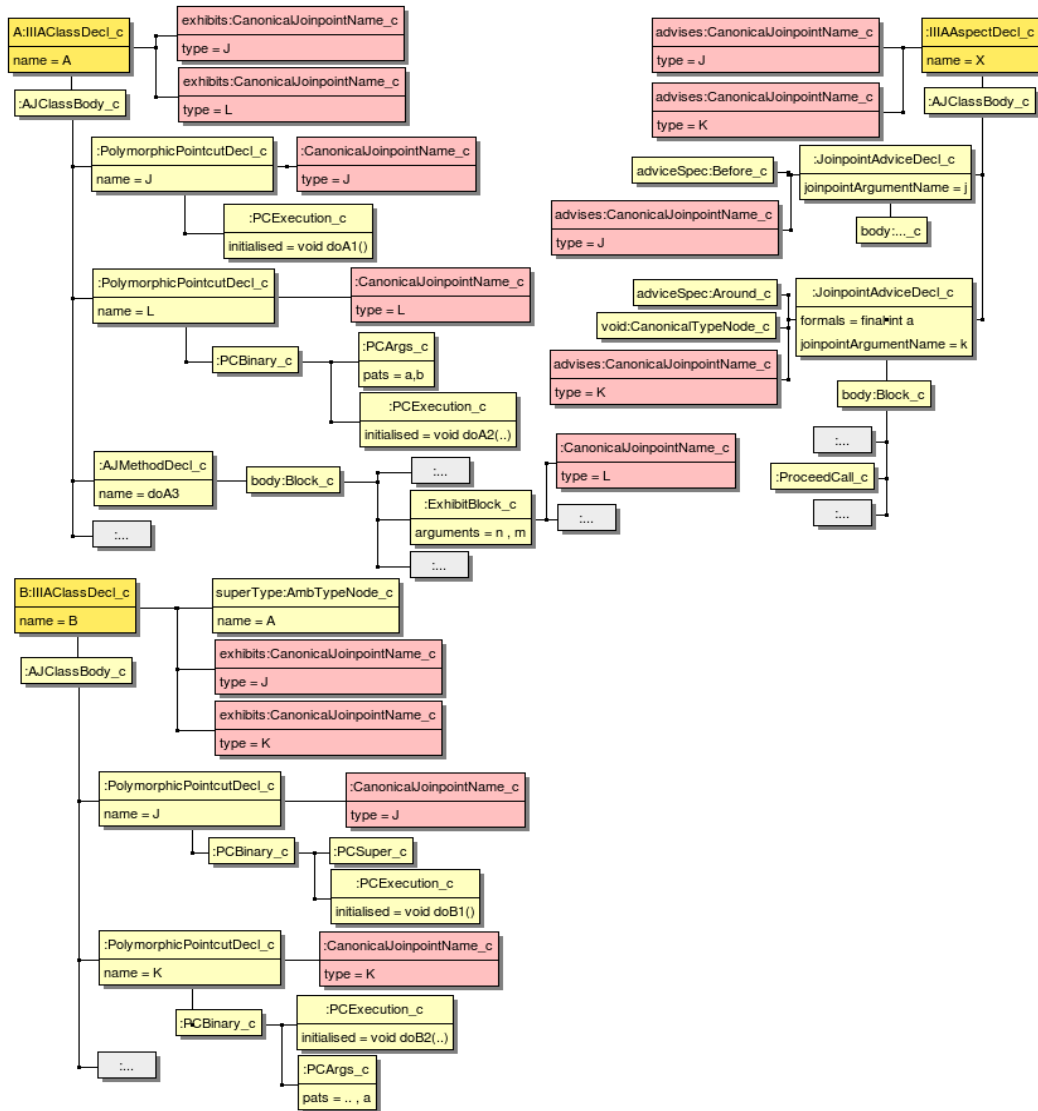 A:IIIAClassDecl_c
name = A
exhibits:CanonicalJoinpointName_c
type = J
exhibits:CanonicalJoinpointName_c
type = L
:AJClassBody_c
:PolymorphicPointcutDecl_c
name = J
:CanonicalJoinpointName_c
type = J
:PCExecution_c
initialised = void doA1()
:PolymorphicPointcutDecl_c
name = L
:CanonicalJoinpointName_c
type = L
:PCBinary_c
:PCArgs_c
pats = a,b
:PCExecution_c
initialised = void doA2(..)
:AJMethodDecl_c
name = doA3
body:Block_c
:...
:ExhibitBlock_c
arguments = n , m
:CanonicalJoinpointName_c
type = L
:...
:...
:...
advises:CanonicalJoinpointName_c
type = J
advises:CanonicalJoinpointName_c
type = K
:IIIAAspectDecl_c
name = X
:AJClassBody_c
adviceSpec:Before_c
:JoinpointAdviceDecl_c
joinpointArgumentName = j
advises:CanonicalJoinpointName_c
type = J
body:..._c
adviceSpec:Around_c
void:CanonicalTypeNode_c
:JoinpointAdviceDecl_c
formals = final int a
joinpointArgumentName = k
advises:CanonicalJoinpointName_c
type = K
body:Block_c
:...
:ProceedCall_c
:...
B:IIIAClassDecl_c
name = B
superType:AmbTypeNode_c
name = A
exhibits:CanonicalJoinpointName_c
type = J
exhibits:CanonicalJoinpointName_c
type = K
:AJClassBody_c
:PolymorphicPointcutDecl_c
name = J
:CanonicalJoinpointName_c
type = J
:PCBinary_c
:PCSuper_c
:PCExecution_c
initialised = void doB1()
:PolymorphicPointcutDecl_c
name = K
:CanonicalJoinpointName_c
type = K
:PCBinary_c
:PCExecution_c
initialised = void doB2(..)
:PCArgs_c
pats = .. , a
:...